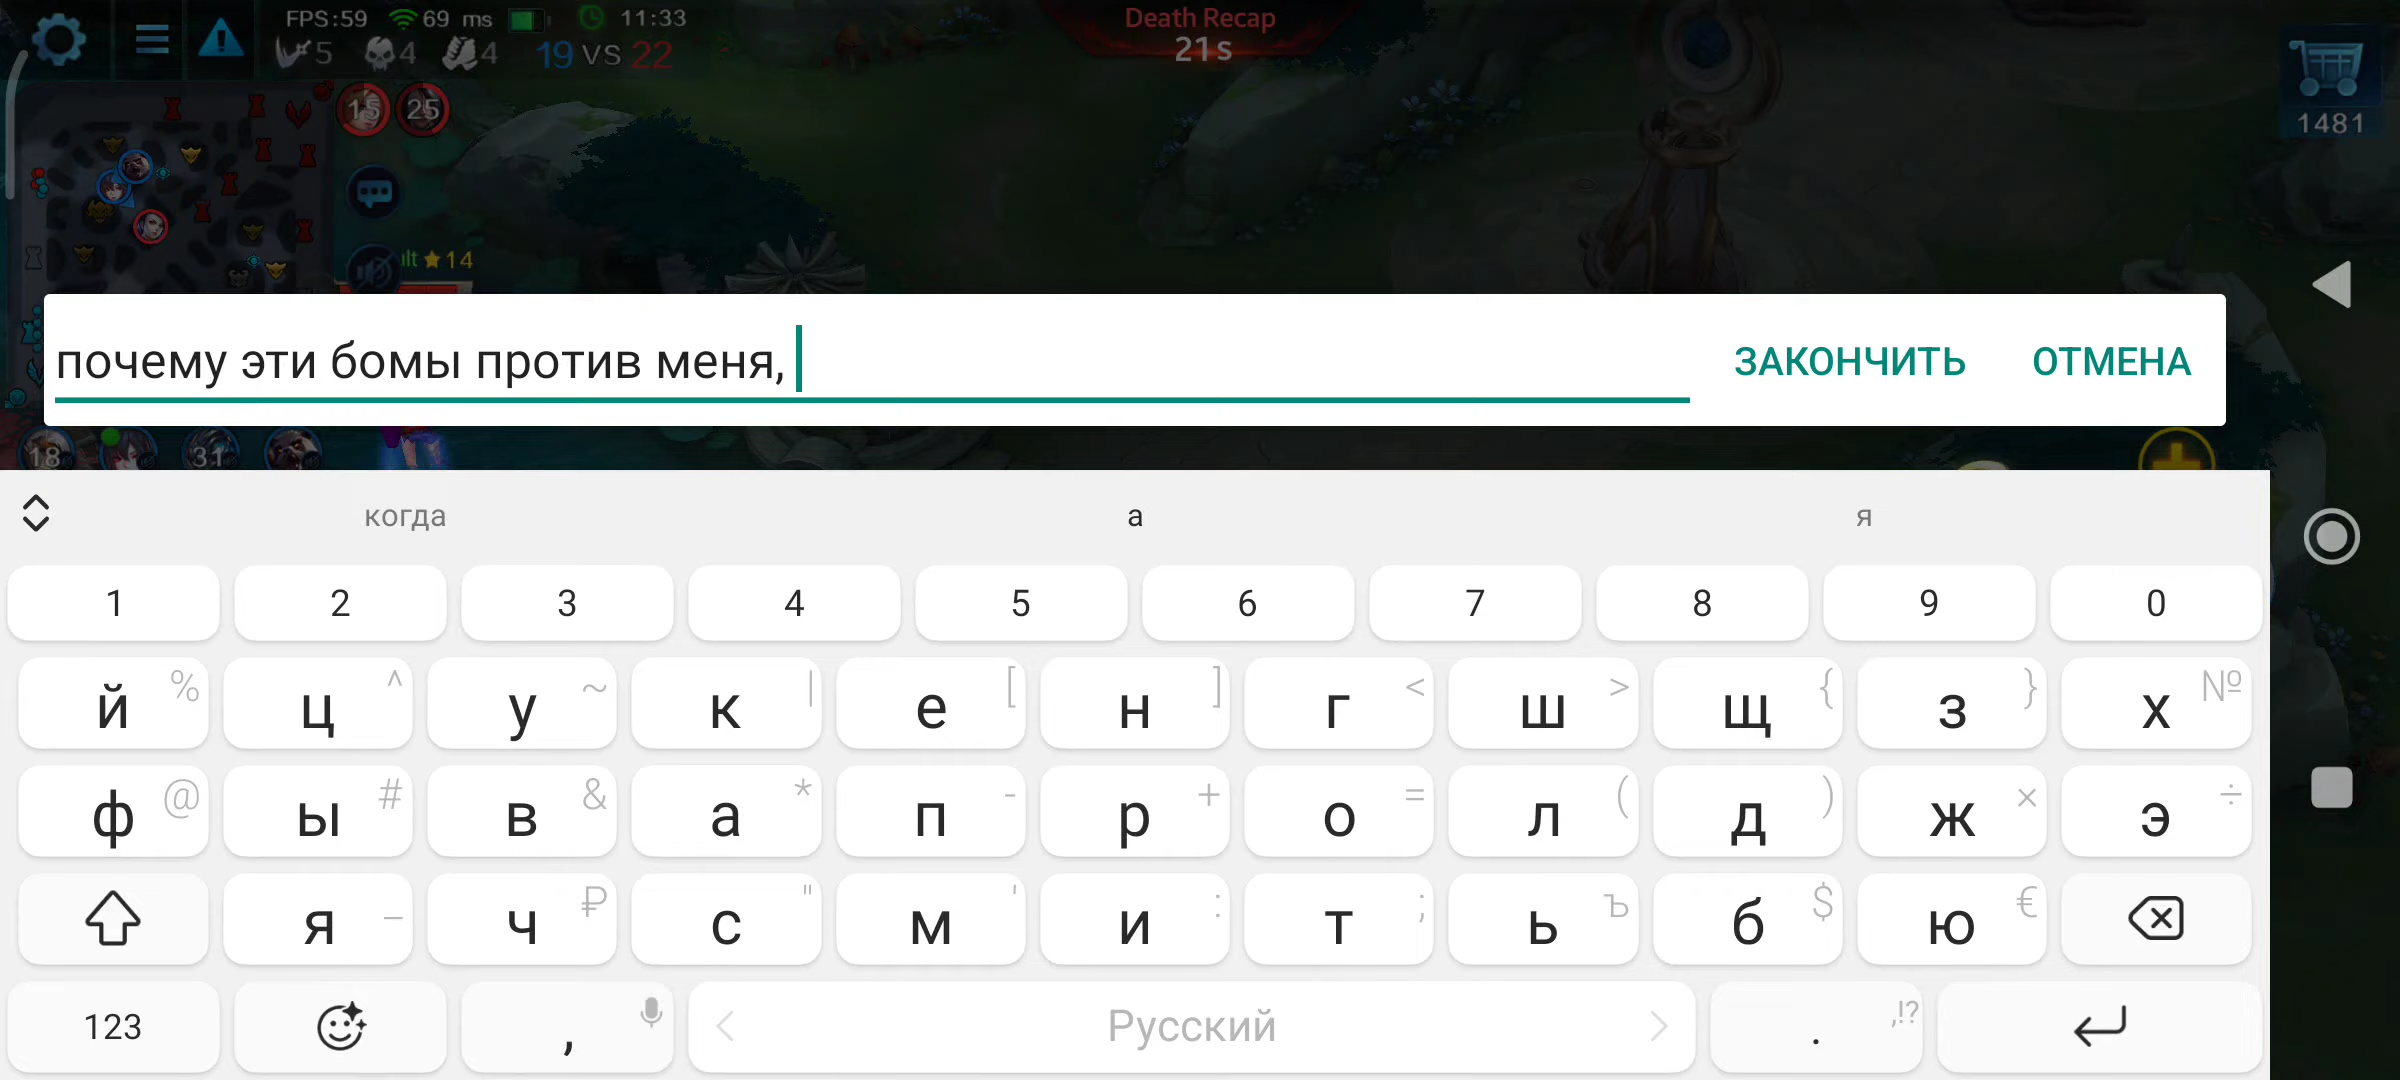 FPS:59 69 ms 11:33
5 4 4 19 VS 22
Death Recap
21s
1481
15 25
14
почему эти бомы против меня,
ЗАКОНЧИТЬ ОТМЕНА
18 31
когда а я
1 2 3 4 5 6 7 8 9 0
й % ц ^ у ~ к | е [ н ] г < ш > щ { з } х №
ф @ ы # в & а * п - р + о = л ( д ) ж × э ÷
я _ ч ₽ с " м ' и : т ; ь ъ б $ ю €
123 , Русский . ,!?